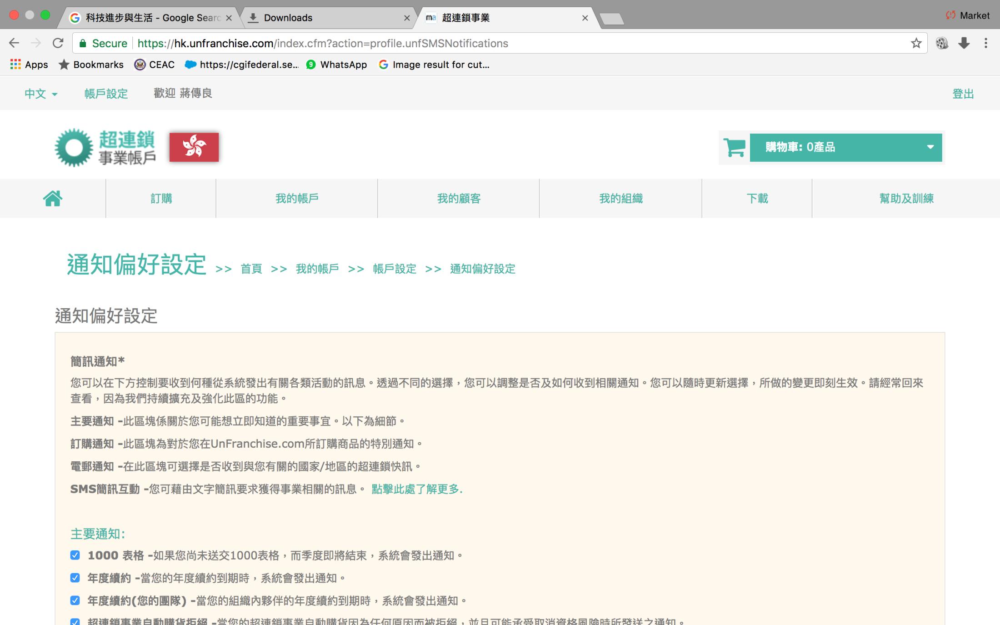 科技進步與生活 - Google Searc
Downloads
ma 超連鎖事業
Market
Secure https://hk.unfranchise.com/index.cfm?action=profile.unfSMSNotifications
Apps Bookmarks CEAC https://cgifederal.se... 9 WhatsApp Image result for cut...
中文 帳戶設定 歡迎 蔣傳良 登出
超連鎖
事業帳戶
購物車: 0產品
訂購 我的帳戶 我的顧客 我的組織 下載 幫助及訓練
通知偏好設定 >> 首頁 >> 我的帳戶 >> 帳戶設定 >> 通知偏好設定
通知偏好設定
簡訊通知*
您可以在下方控制要收到何種從系統發出有關各類活動的訊息。透過不同的選擇，您可以調整是否及如何收到相關通知。您可以隨時更新選擇，所做的變更即刻生效。請經常回來
查看，因為我們持續擴充及強化此區的功能。
主要通知 -此區塊係關於您可能想立即知道的重要事宜。以下為細節。
訂購通知 -此區塊為對於您在UnFranchise.com所訂購商品的特別通知。
電郵通知 -在此區塊可選擇是否收到與您有關的國家/地區的超連鎖快訊。
SMS簡訊互動 -您可藉由文字簡訊要求獲得事業相關的訊息。 點擊此處了解更多.
主要通知:
1000 表格 -如果您尚未送交1000表格，而季度即將結束，系統會發出通知。
年度續約 -當您的年度續約到期時，系統會發出通知。
年度續約(您的團隊) -當您的組織內夥伴的年度續約到期時，系統會發出通知。
超連鎖事業自動購貨拒絕 -當您的超連鎖事業自動購貨因為任何原因而被拒絕，並且可能承受取消資格風險時所發送之通知。